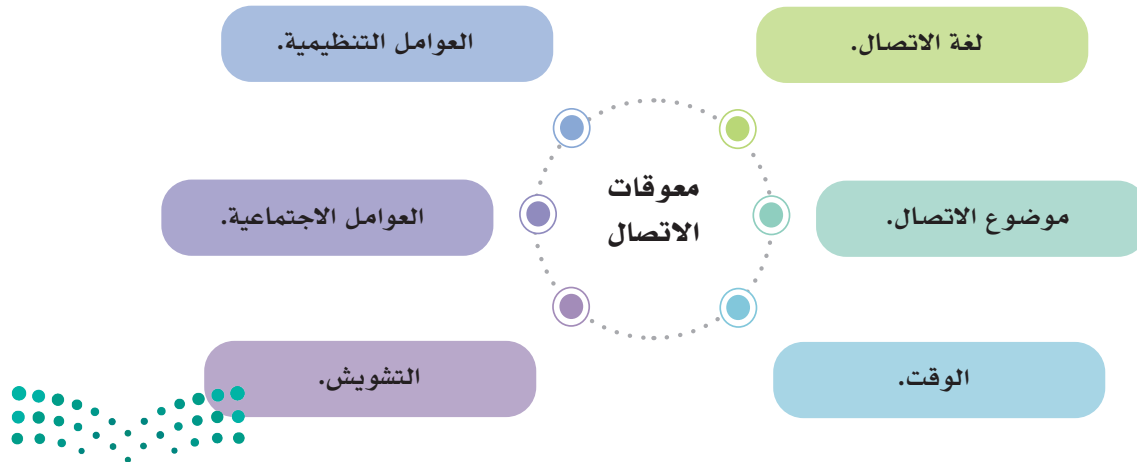 معوقات
الاتصال
لغة الاتصال.
موضوع الاتصال.
الوقت.
العوامل التنظيمية.
العوامل الاجتماعية.
التشويش.